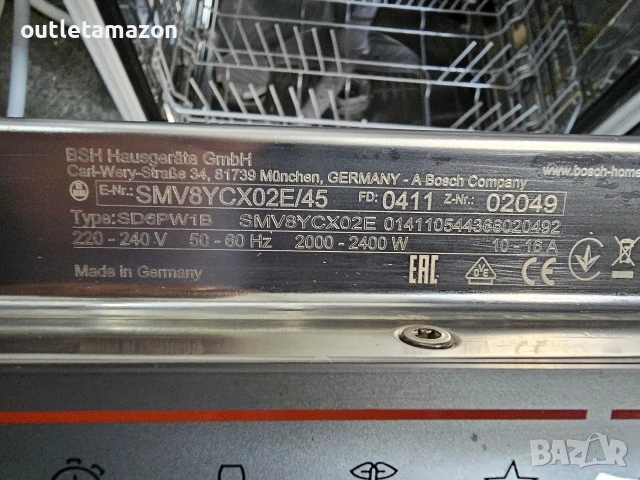 outletamazon
BSH Hausgeräte GmbH
Carl-Wery-Straße 34, 81739 München, GERMANY - A Bosch Company
www.bosch-home
E-Nr.: SMV8YCX02E/45 FD: 0411 Z-Nr.: 02049
Type: SD6PW1B SMV8YCX02E 014110544366020492
220 - 240 V 50 - 60 Hz 2000 - 2400 W 10 - 16 A
Made in Germany
EAC
CE
BAZAR